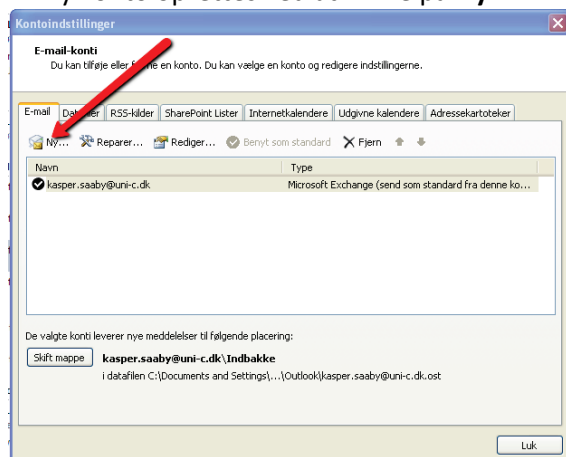 Kontoindstillinger
E-mail-konti
Du kan tilføje eller fjerne en konto. Du kan vælge en konto og redigere indstillingerne.
E-mail Datafiler RSS-kilder SharePoint Lister Internetkalendere Udgivne kalendere Adressekartoteker
Ny... Reparer... Rediger... Benyt som standard Fjern
Navn Type
kasper.saaby@uni-c.dk Microsoft Exchange (send som standard fra denne ko...
De valgte konti leverer nye meddelelser til følgende placering:
Skift mappe kasper.saaby@uni-c.dk\Indbakke
i datafilen C:\Documents and Settings\...\Outlook\kasper.saaby@uni-c.dk.ost
Luk